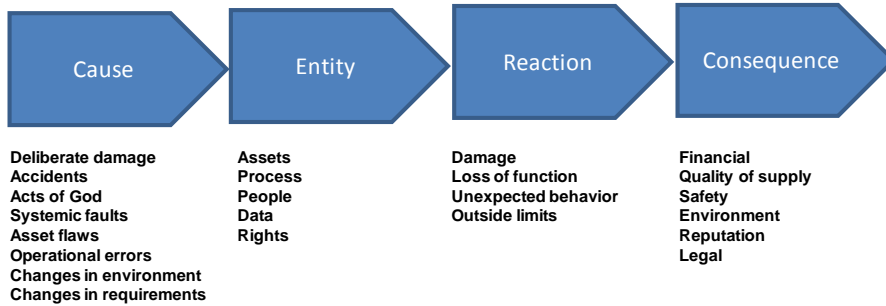 Cause
Entity
Reaction
Consequence
Deliberate damage
Accidents
Acts of God
Systemic faults
Asset flaws
Operational errors
Changes in environment
Changes in requirements
Assets
Process
People
Data
Rights
Damage
Loss of function
Unexpected behavior
Outside limits
Financial
Quality of supply
Safety
Environment
Reputation
Legal